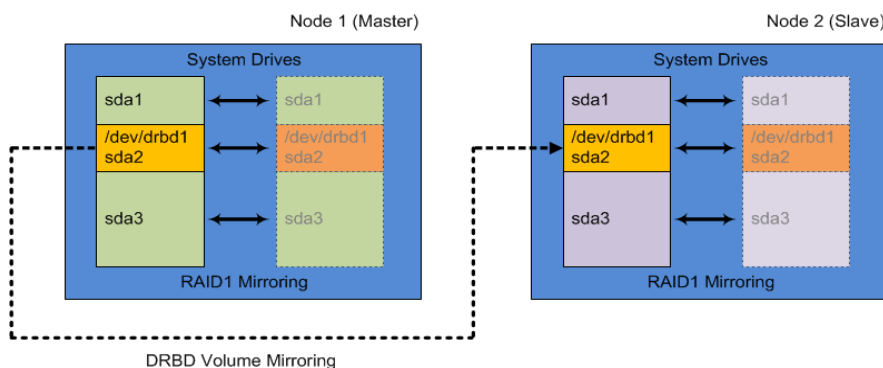 Node 1 (Master)
System Drives
sda1
sda1
/dev/drbd1
sda2
/dev/drbd1
sda2
sda3
sda3
RAID1 Mirroring
Node 2 (Slave)
System Drives
sda1
sda1
/dev/drbd1
sda2
/dev/drbd1
sda2
sda3
sda3
RAID1 Mirroring
DRBD Volume Mirroring